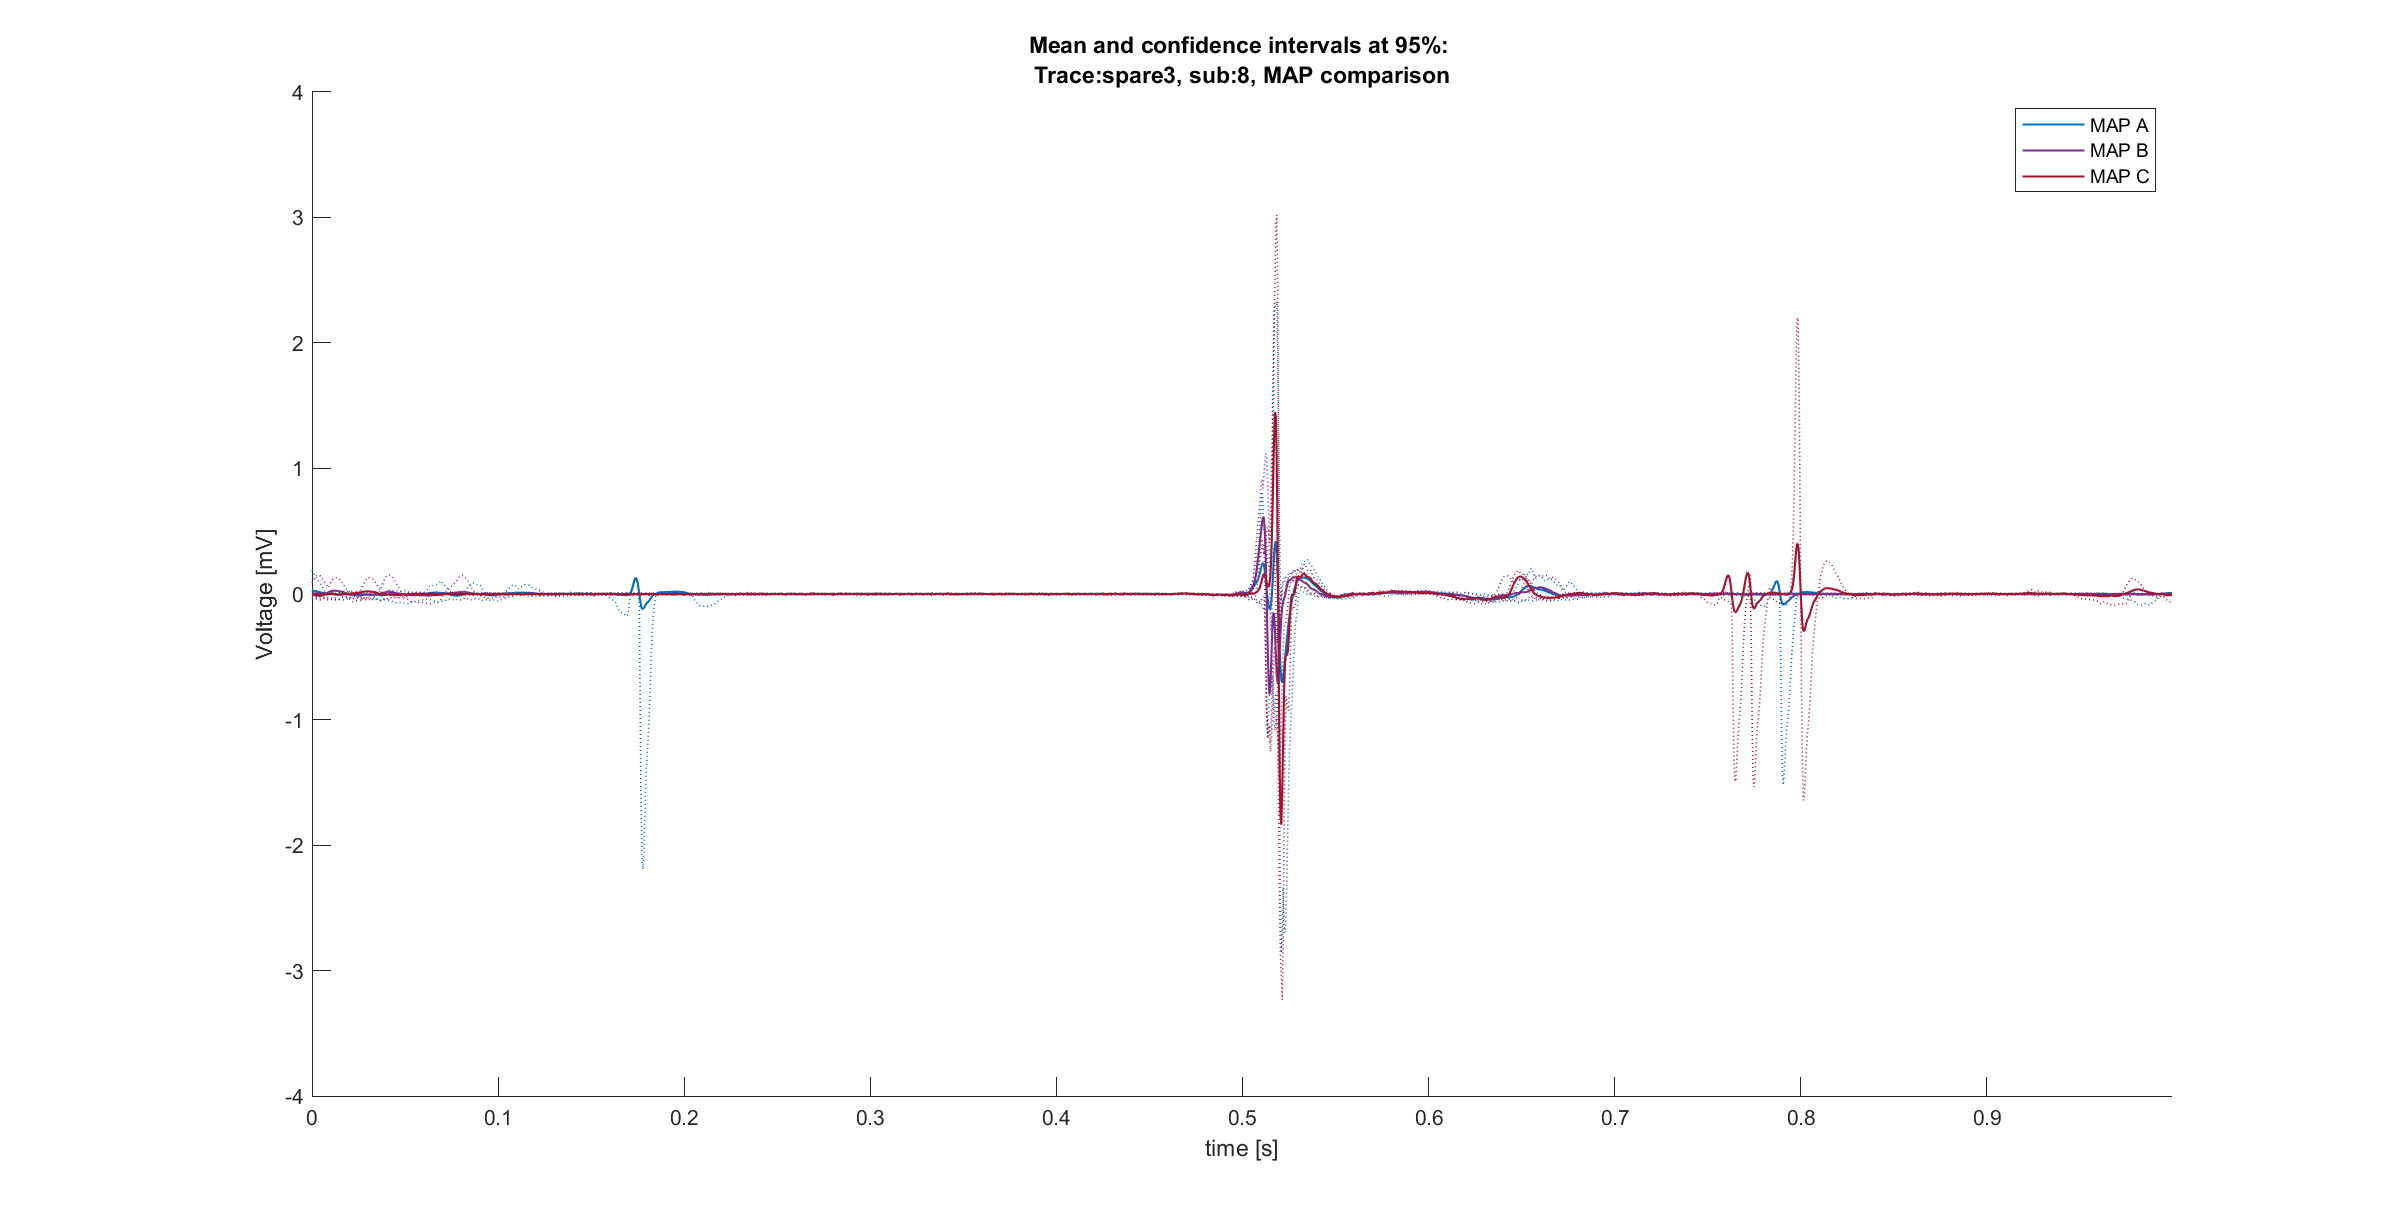 Mean and confidence intervals at 95%:
Trace:spare3, sub:8, MAP comparison
MAP A
MAP B
MAP C
Voltage [mV]
4
3
2
1
0
-1
-2
-3
-4
0
0.1
0.2
0.3
0.4
0.5
0.6
0.7
0.8
0.9
time [s]